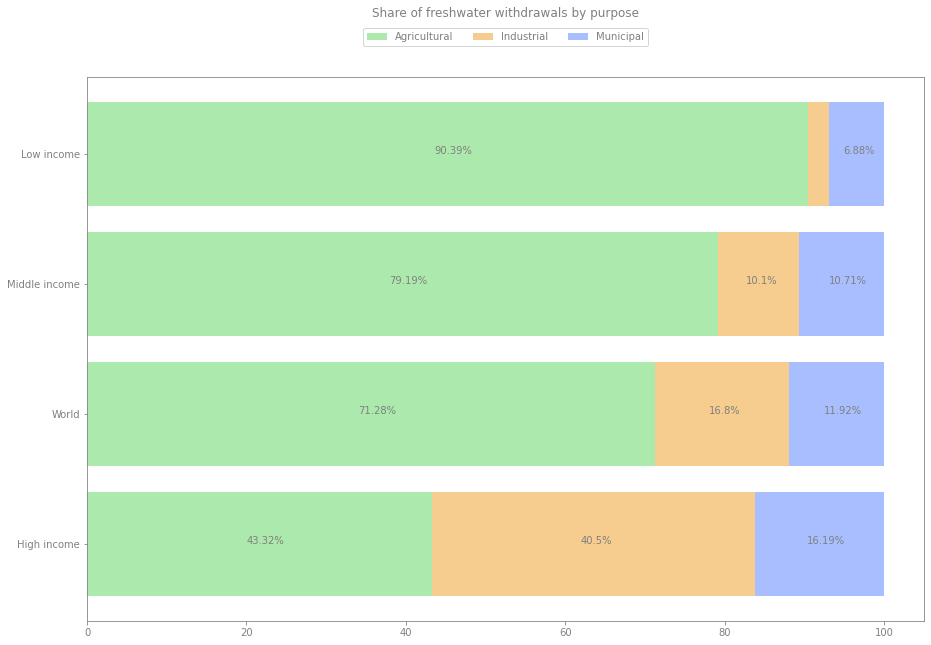 Share of freshwater withdrawals by purpose
Agricultural Industrial Municipal
Low income 90.39% 6.88%
Middle income 79.19% 10.1% 10.71%
World 71.28% 16.8% 11.92%
High income 43.32% 40.5% 16.19%
0 20 40 60 80 100